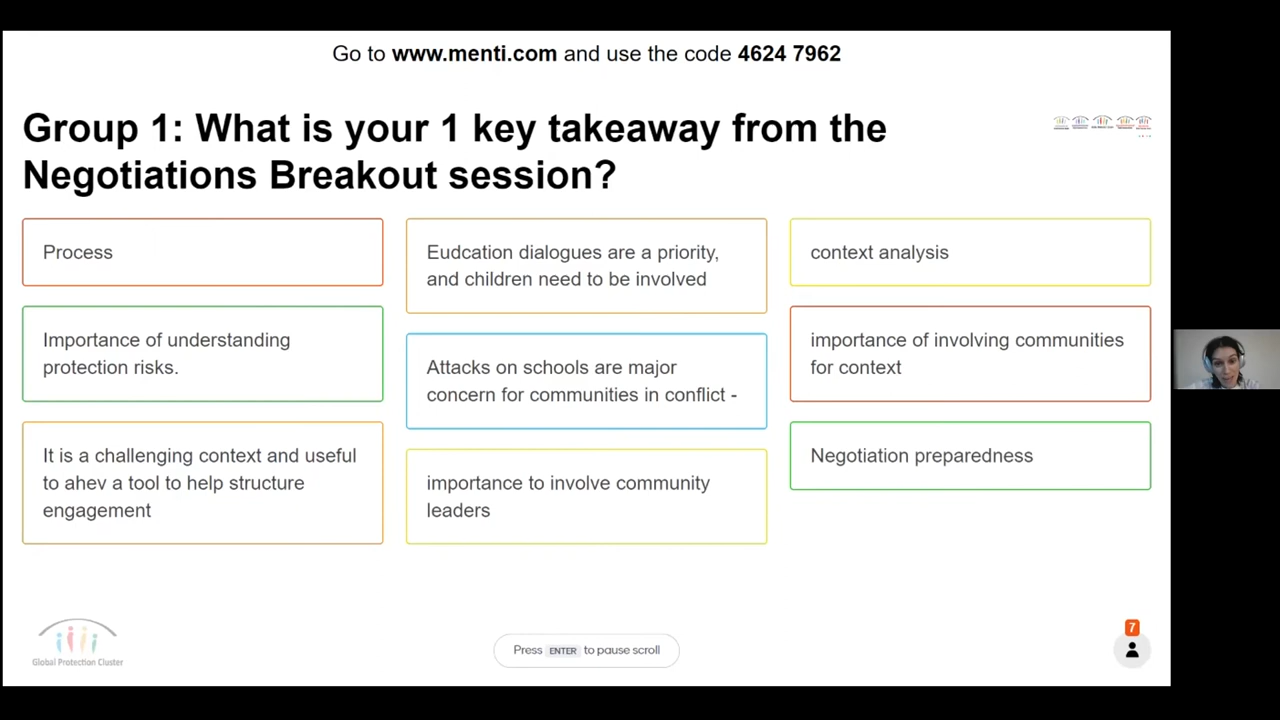 Go to www.menti.com and use the code 4624 7962
Group 1: What is your 1 key takeaway from the
Negotiations Breakout session?
Process
Importance of understanding
protection risks.
It is a challenging context and useful
to ahev a tool to help structure
engagement
Eudcation dialogues are a priority,
and children need to be involved
Attacks on schools are major
concern for communities in conflict -
importance to involve community
leaders
context analysis
importance of involving communities
for context
Negotiation preparedness
Global Protection Cluster
Press ENTER to pause scroll
7